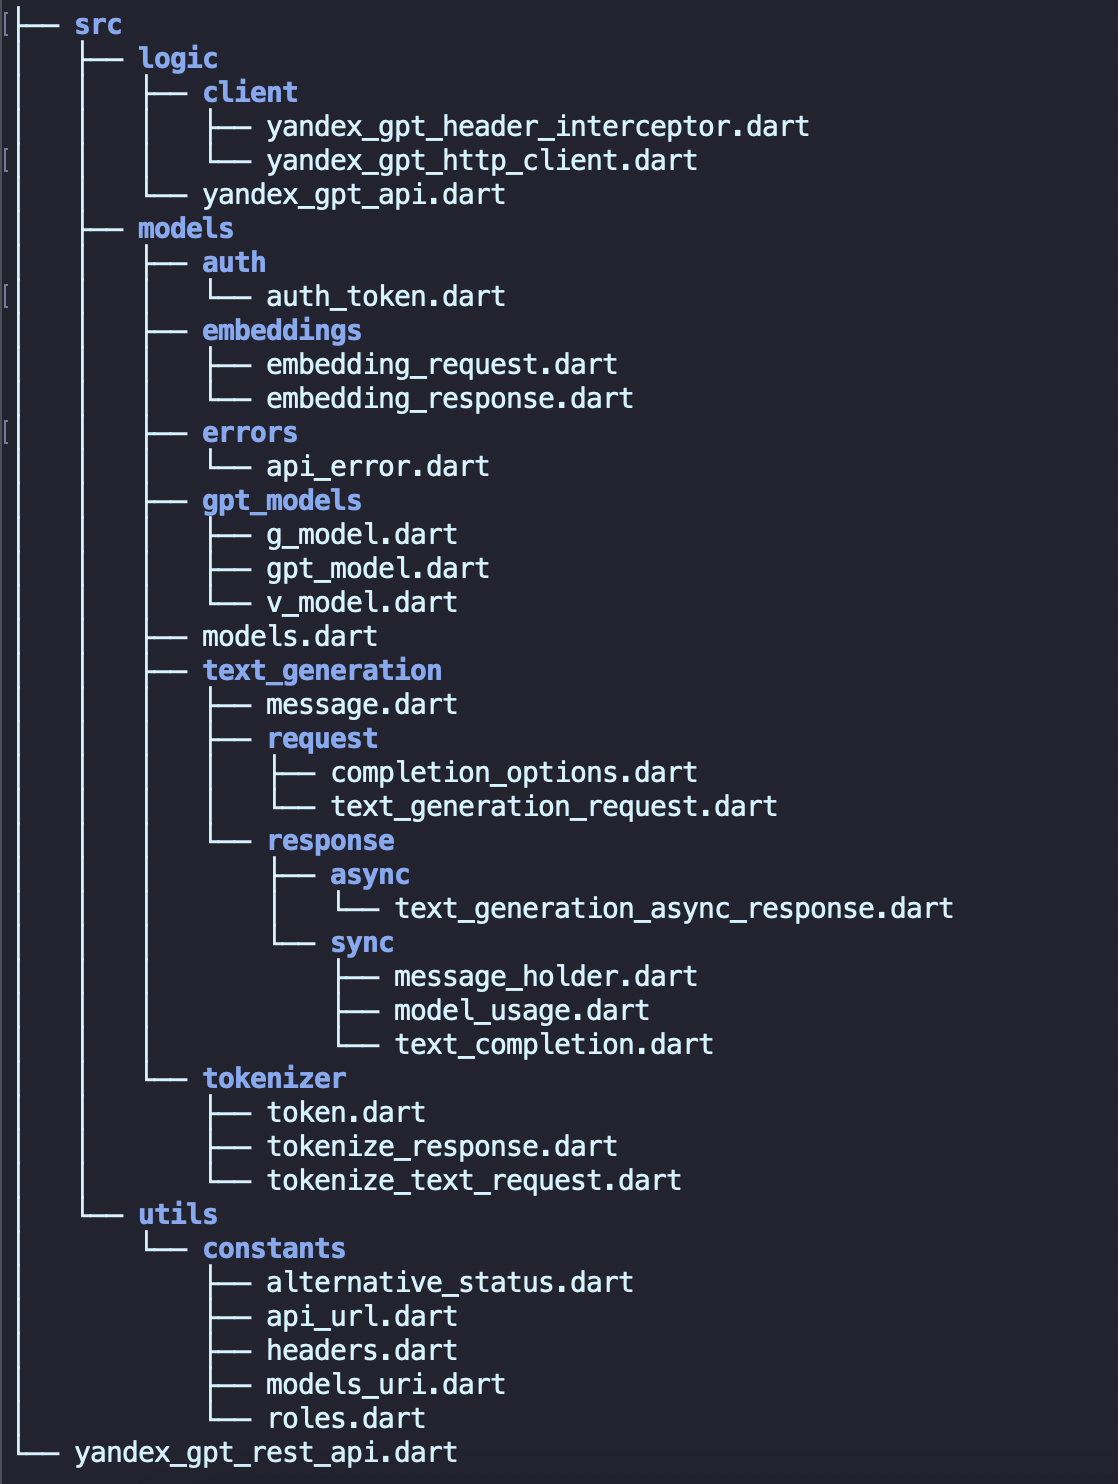 ├── src
│   ├── logic
│   │   ├── client
│   │   │   ├── yandex_gpt_header_interceptor.dart
│   │   │   └── yandex_gpt_http_client.dart
│   │   └── yandex_gpt_api.dart
│   ├── models
│   │   ├── auth
│   │   │   └── auth_token.dart
│   │   ├── embeddings
│   │   │   ├── embedding_request.dart
│   │   │   └── embedding_response.dart
│   │   ├── errors
│   │   │   └── api_error.dart
│   │   ├── gpt_models
│   │   │   ├── g_model.dart
│   │   │   ├── gpt_model.dart
│   │   │   └── v_model.dart
│   │   ├── models.dart
│   │   ├── text_generation
│   │   │   ├── message.dart
│   │   │   ├── request
│   │   │   │   ├── completion_options.dart
│   │   │   │   └── text_generation_request.dart
│   │   │   └── response
│   │   │       ├── async
│   │   │       │   └── text_generation_async_response.dart
│   │   │       └── sync
│   │   │           ├── message_holder.dart
│   │   │           ├── model_usage.dart
│   │   │           └── text_completion.dart
│   │   └── tokenizer
│   │       ├── token.dart
│   │       ├── tokenize_response.dart
│   │       └── tokenize_text_request.dart
│   └── utils
│       └── constants
│           ├── alternative_status.dart
│           ├── api_url.dart
│           ├── headers.dart
│           ├── models_uri.dart
│           └── roles.dart
└── yandex_gpt_rest_api.dart